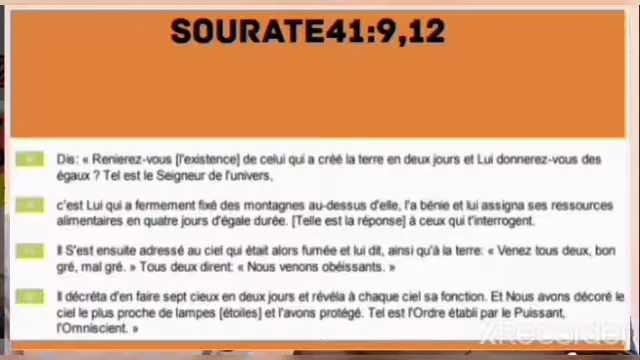 SOURATE41:9,12
Dis: « Renierez-vous [l'existence] de celui qui a créé la terre en deux jours et Lui donnerez-vous des
égaux ? Tel est le Seigneur de l'univers,
c'est Lui qui a fermement fixé des montagnes au-dessus d'elle, l'a bénie et lui assigna ses ressources
alimentaires en quatre jours d'égale durée. [Telle est la réponse] à ceux qui t'interrogent.
Il S'est ensuite adressé au ciel qui était alors fumée et lui dit, ainsi qu'à la terre: « Venez tous deux, bon
gré, mal gré. » Tous deux dirent: « Nous venons obéissants. »
Il décréta d'en faire sept cieux en deux jours et révéla à chaque ciel sa fonction. Et Nous avons décoré le
ciel le plus proche de lampes [étoiles] et l'avons protégé. Tel est l'Ordre établi par le Puissant,
l'Omniscient. »
XRecorder